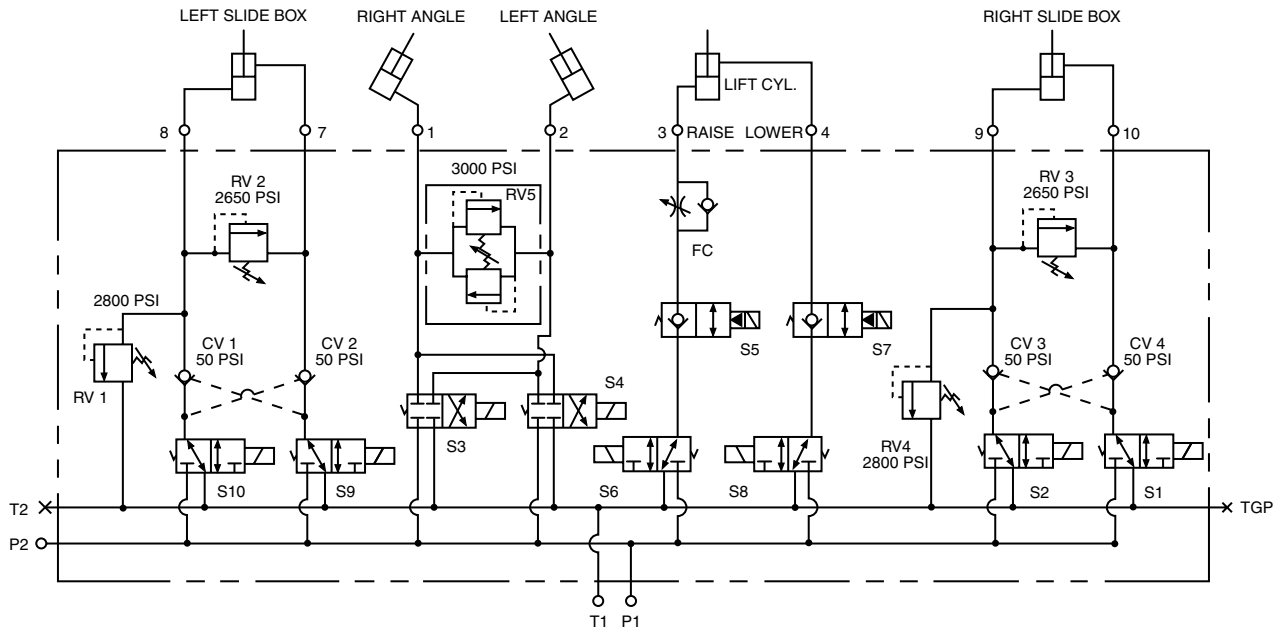 LEFT SLIDE BOX
RIGHT ANGLE
LEFT ANGLE
RIGHT SLIDE BOX
LIFT CYL.
8
7
1
2
3 RAISE
LOWER 4
9
10
RV 2
2650 PSI
3000 PSI
RV5
RV 3
2650 PSI
FC
2800 PSI
RV 1
CV 1
50 PSI
CV 2
50 PSI
S5
S7
CV 3
50 PSI
CV 4
50 PSI
S4
S3
RV4
2800 PSI
S10
S9
S6
S8
S2
S1
T2
TGP
P2
T1
P1